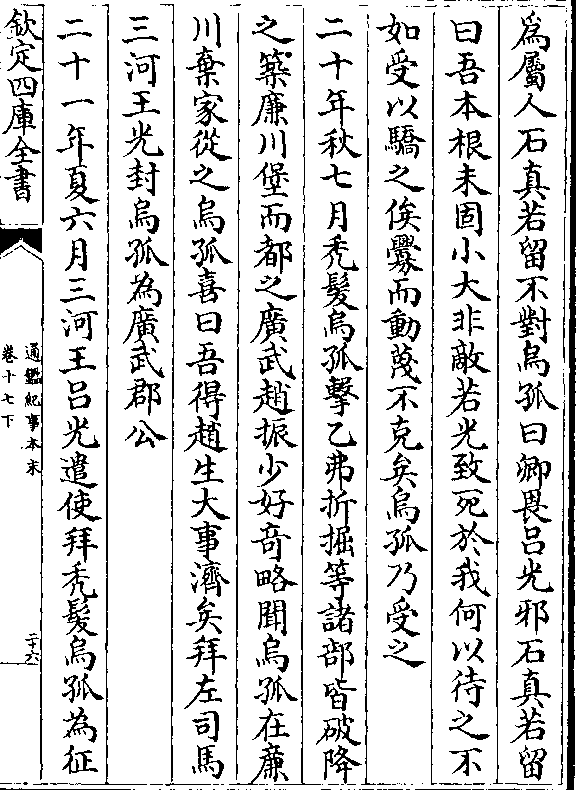 爲屬人石真若留不對烏孤曰卿畏吕光邪石真若留
曰吾本根未固小大非敵若光致死於我何以待之不
如受以驕之俟釁而動蔑不克矣烏孤乃受之
二十年秋七月禿髮烏孤擊乙弗折掘等諸部皆破降
之築廉川堡而都之廣武趙振少好竒略聞烏孤在廉
川棄家從之烏孤喜曰吾得趙生大事濟矣拜左司馬
三河王光封烏孤為廣武郡公
二十一年夏六月三河王吕光遣使拜禿髮烏孤為征
欽定四庫全書
通鑑紀事本末
卷十七下
二十六